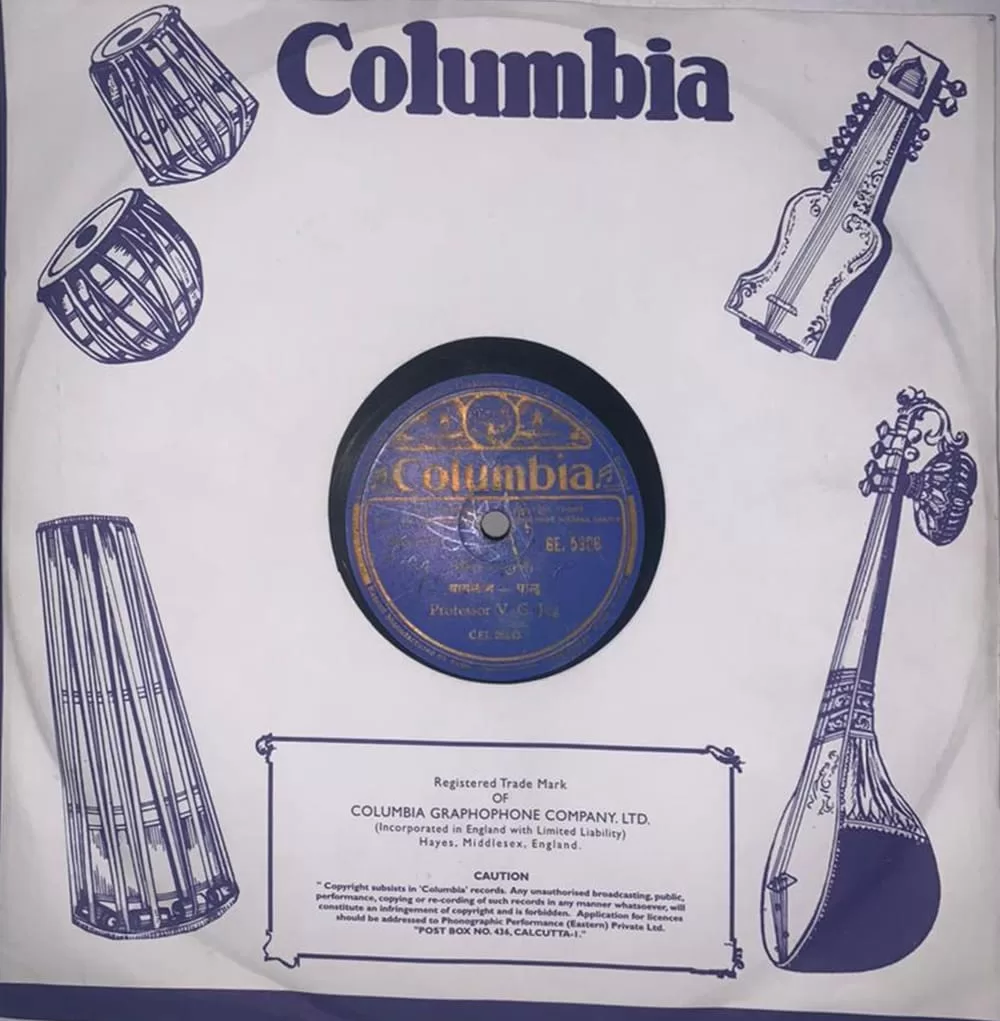 Columbia
Columbia
GE. 5306
वायलीन — धानी
Professor V. G. Jog
Registered Trade Mark
OF
COLUMBIA GRAPHOPHONE COMPANY. LTD.
(Incorporated in England with Limited Liability)
Hayes, Middlesex, England.
CAUTION
" Copyright subsists in 'Columbia' records. Any unauthorised broadcasting, public,
performance, copying or re-cording of such records in any manner whatsoever, will
constitute an infringement of copyright and is forbidden. Application for licences
should be addressed to Phonographic Performance (Eastern) Private Ltd.
"POST BOX NO. 436, CALCUTTA-1."